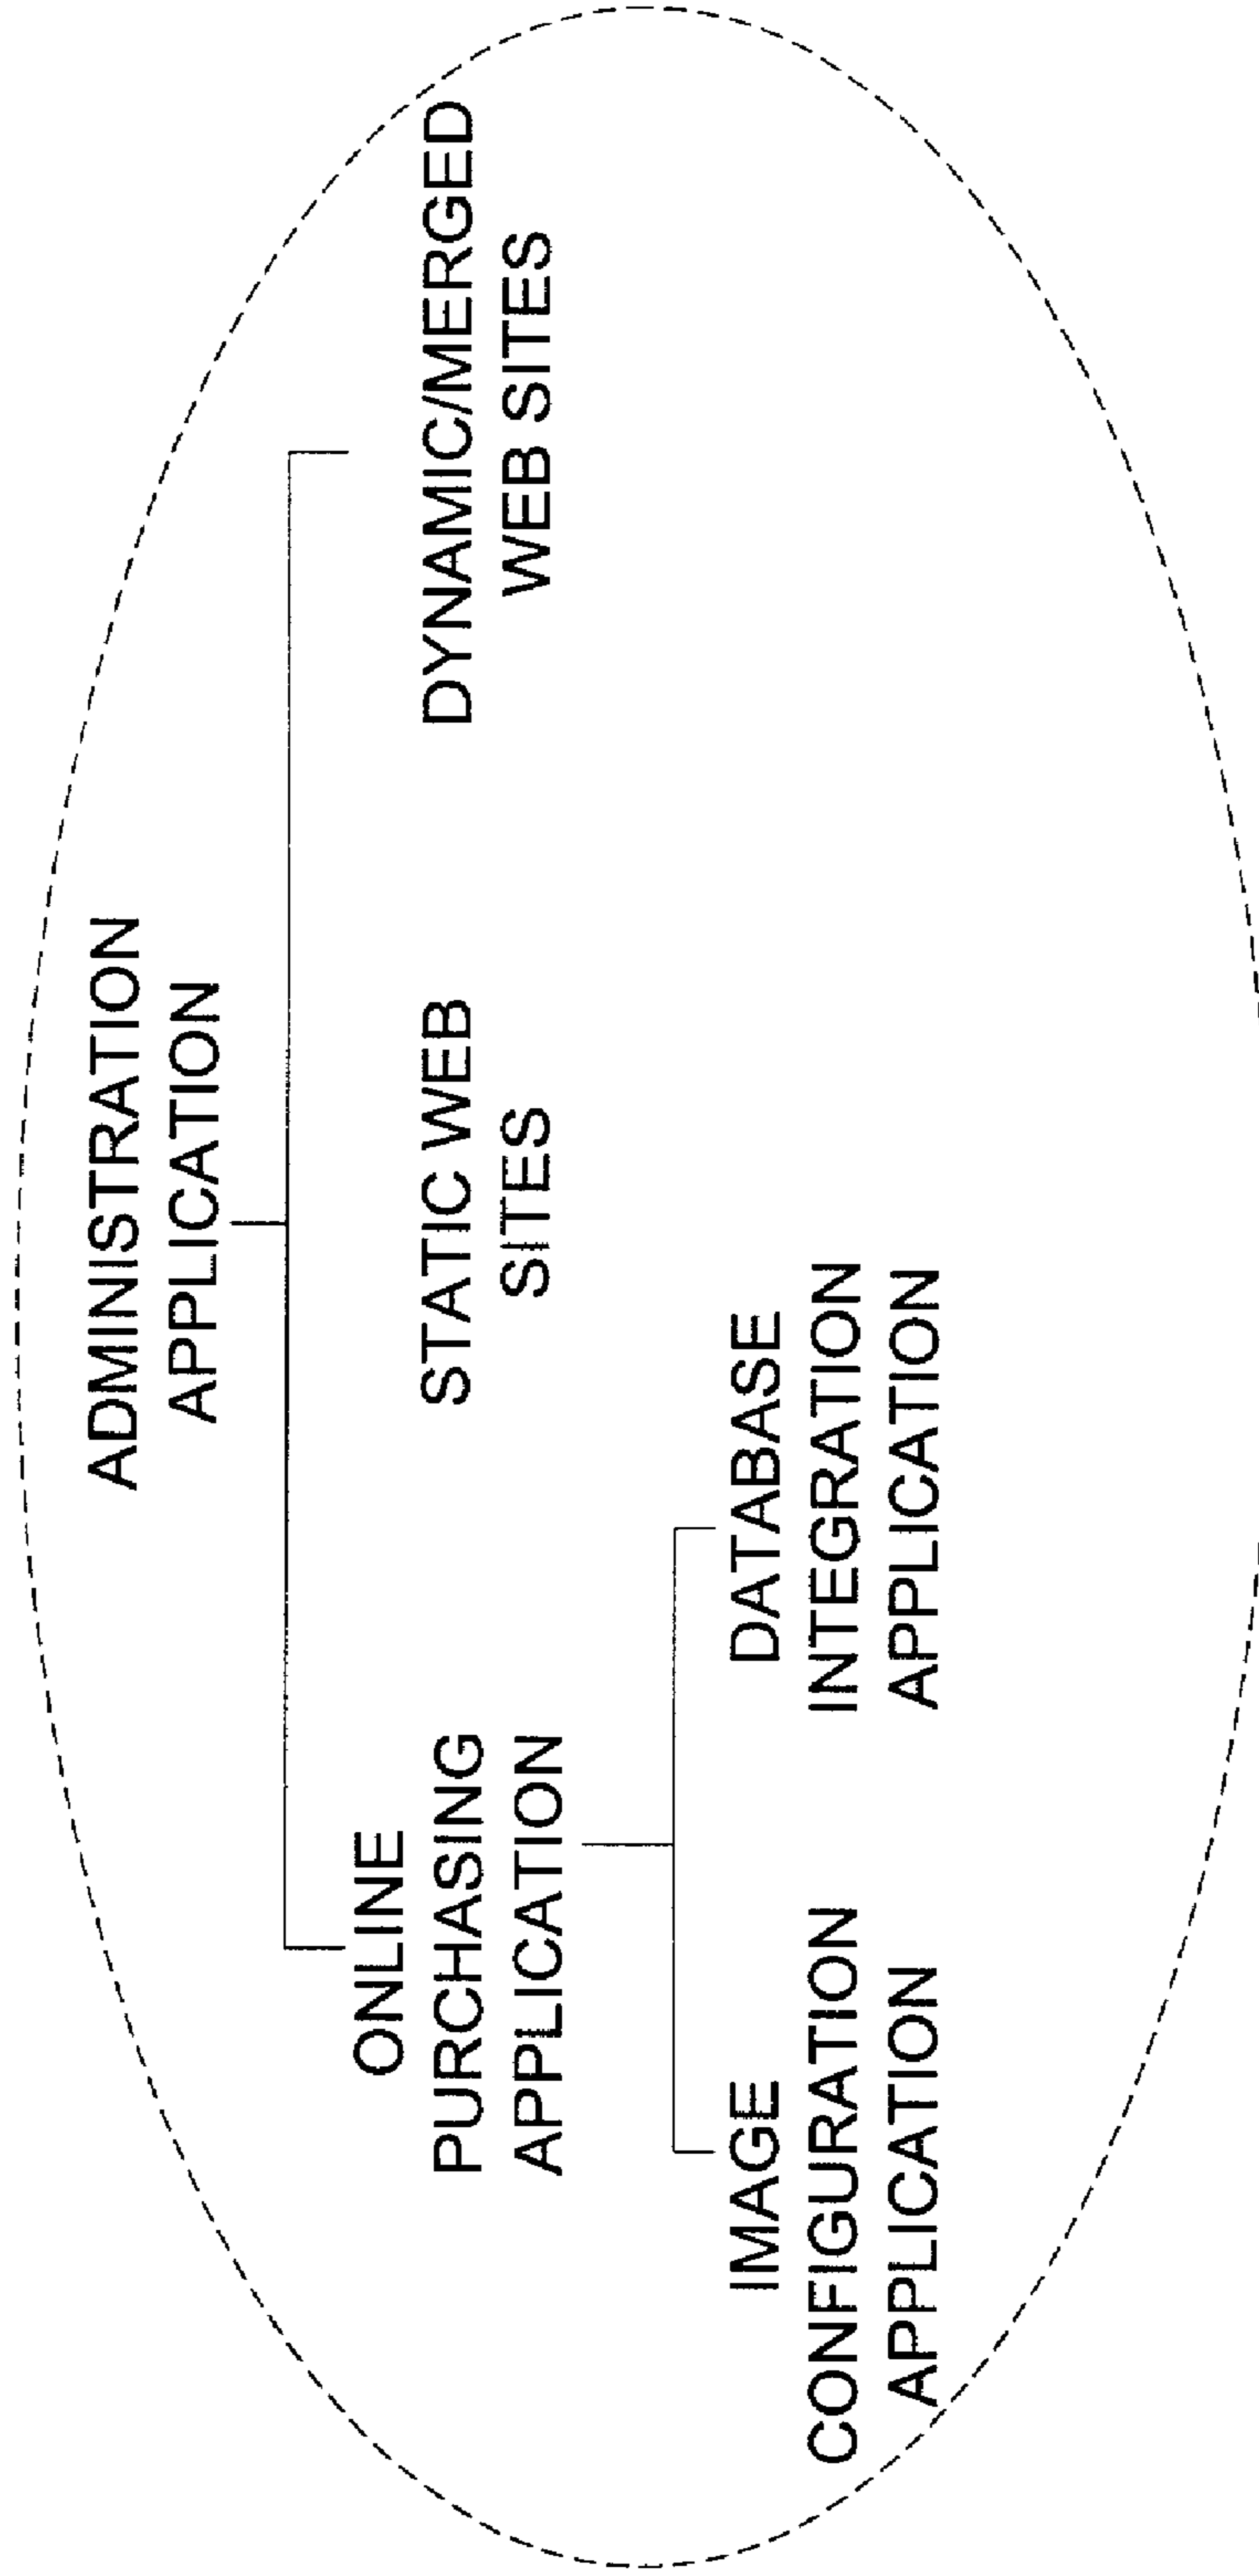 ADMINISTRATION
APPLICATION
ONLINE
PURCHASING
APPLICATION
STATIC WEB
SITES
DYNAMIC/MERGED
WEB SITES
IMAGE
CONFIGURATION
APPLICATION
DATABASE
INTEGRATION
APPLICATION